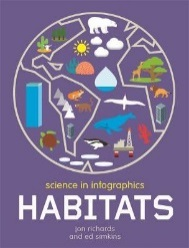 science in infographics
HABITATS
jon richards
and ed simkins